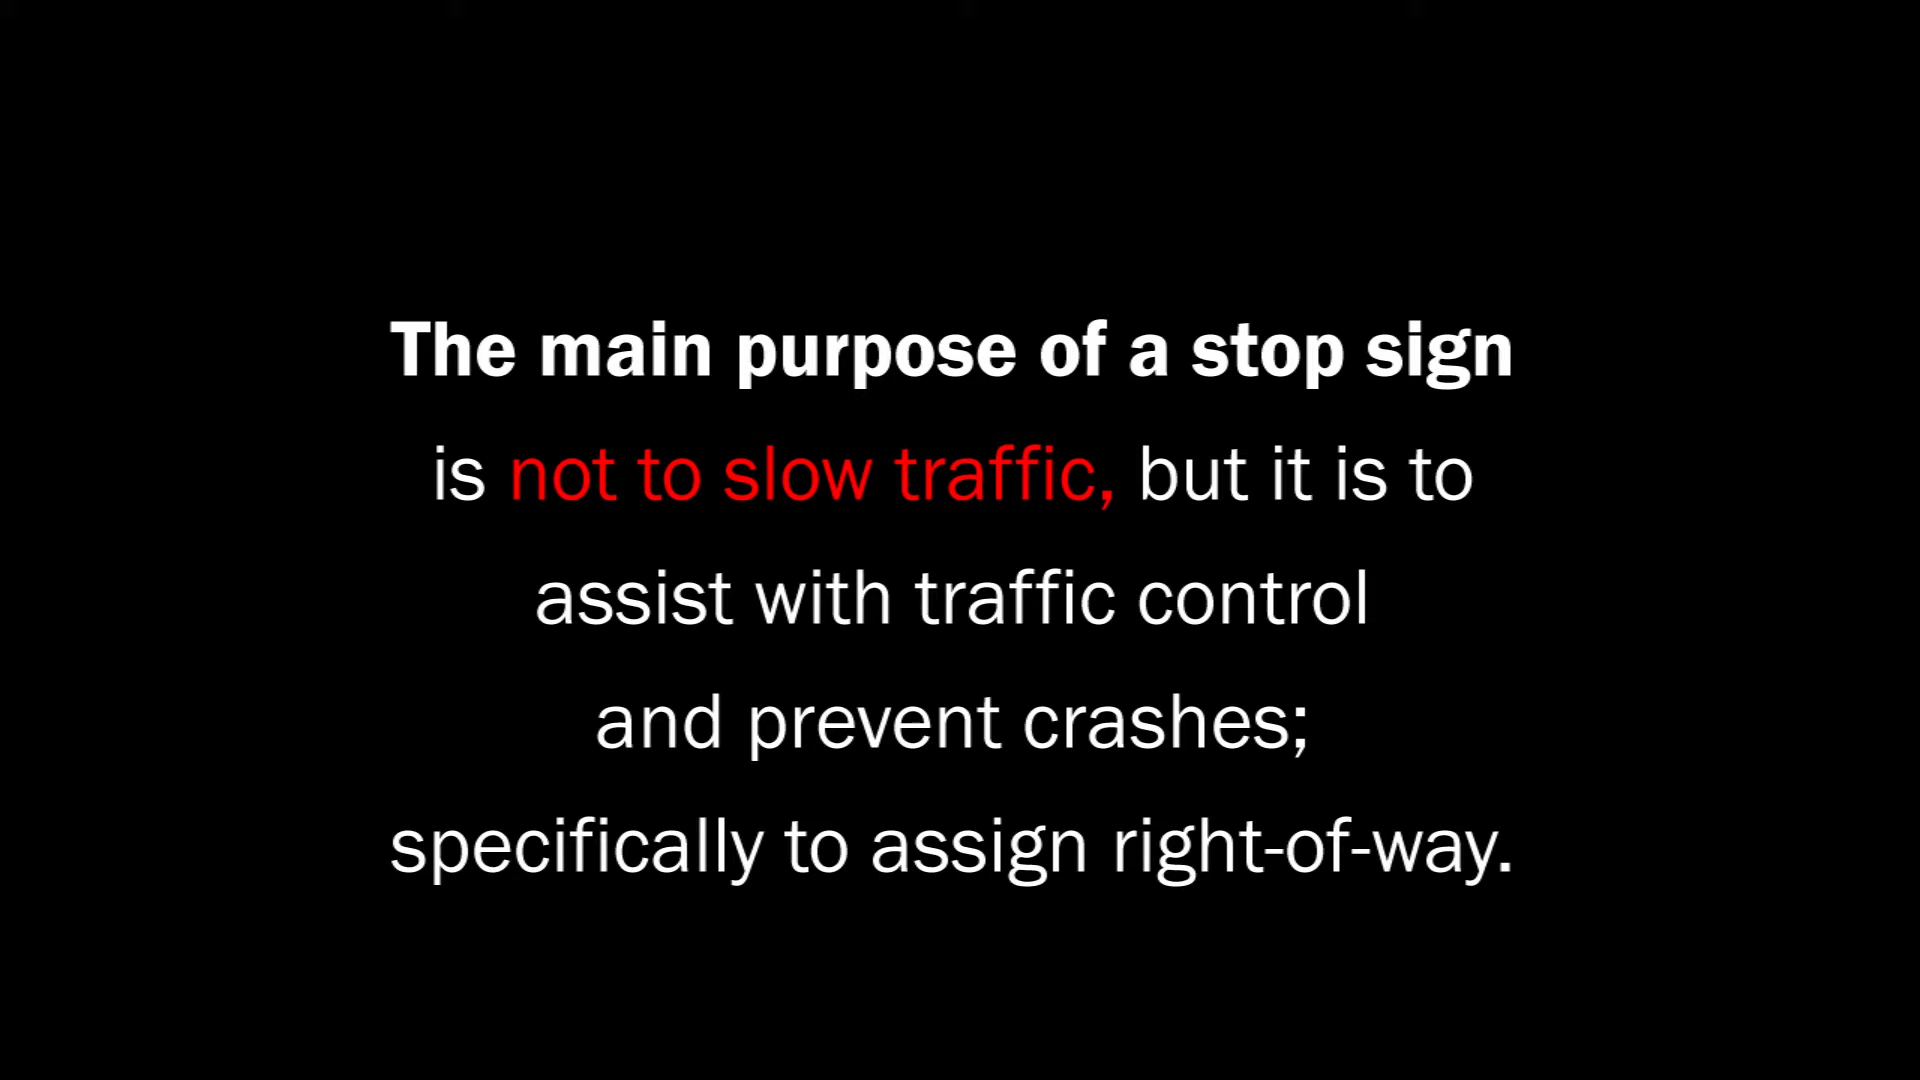 The main purpose of a stop sign
is not to slow traffic, but it is to
assist with traffic control
and prevent crashes;
specifically to assign right-of-way.